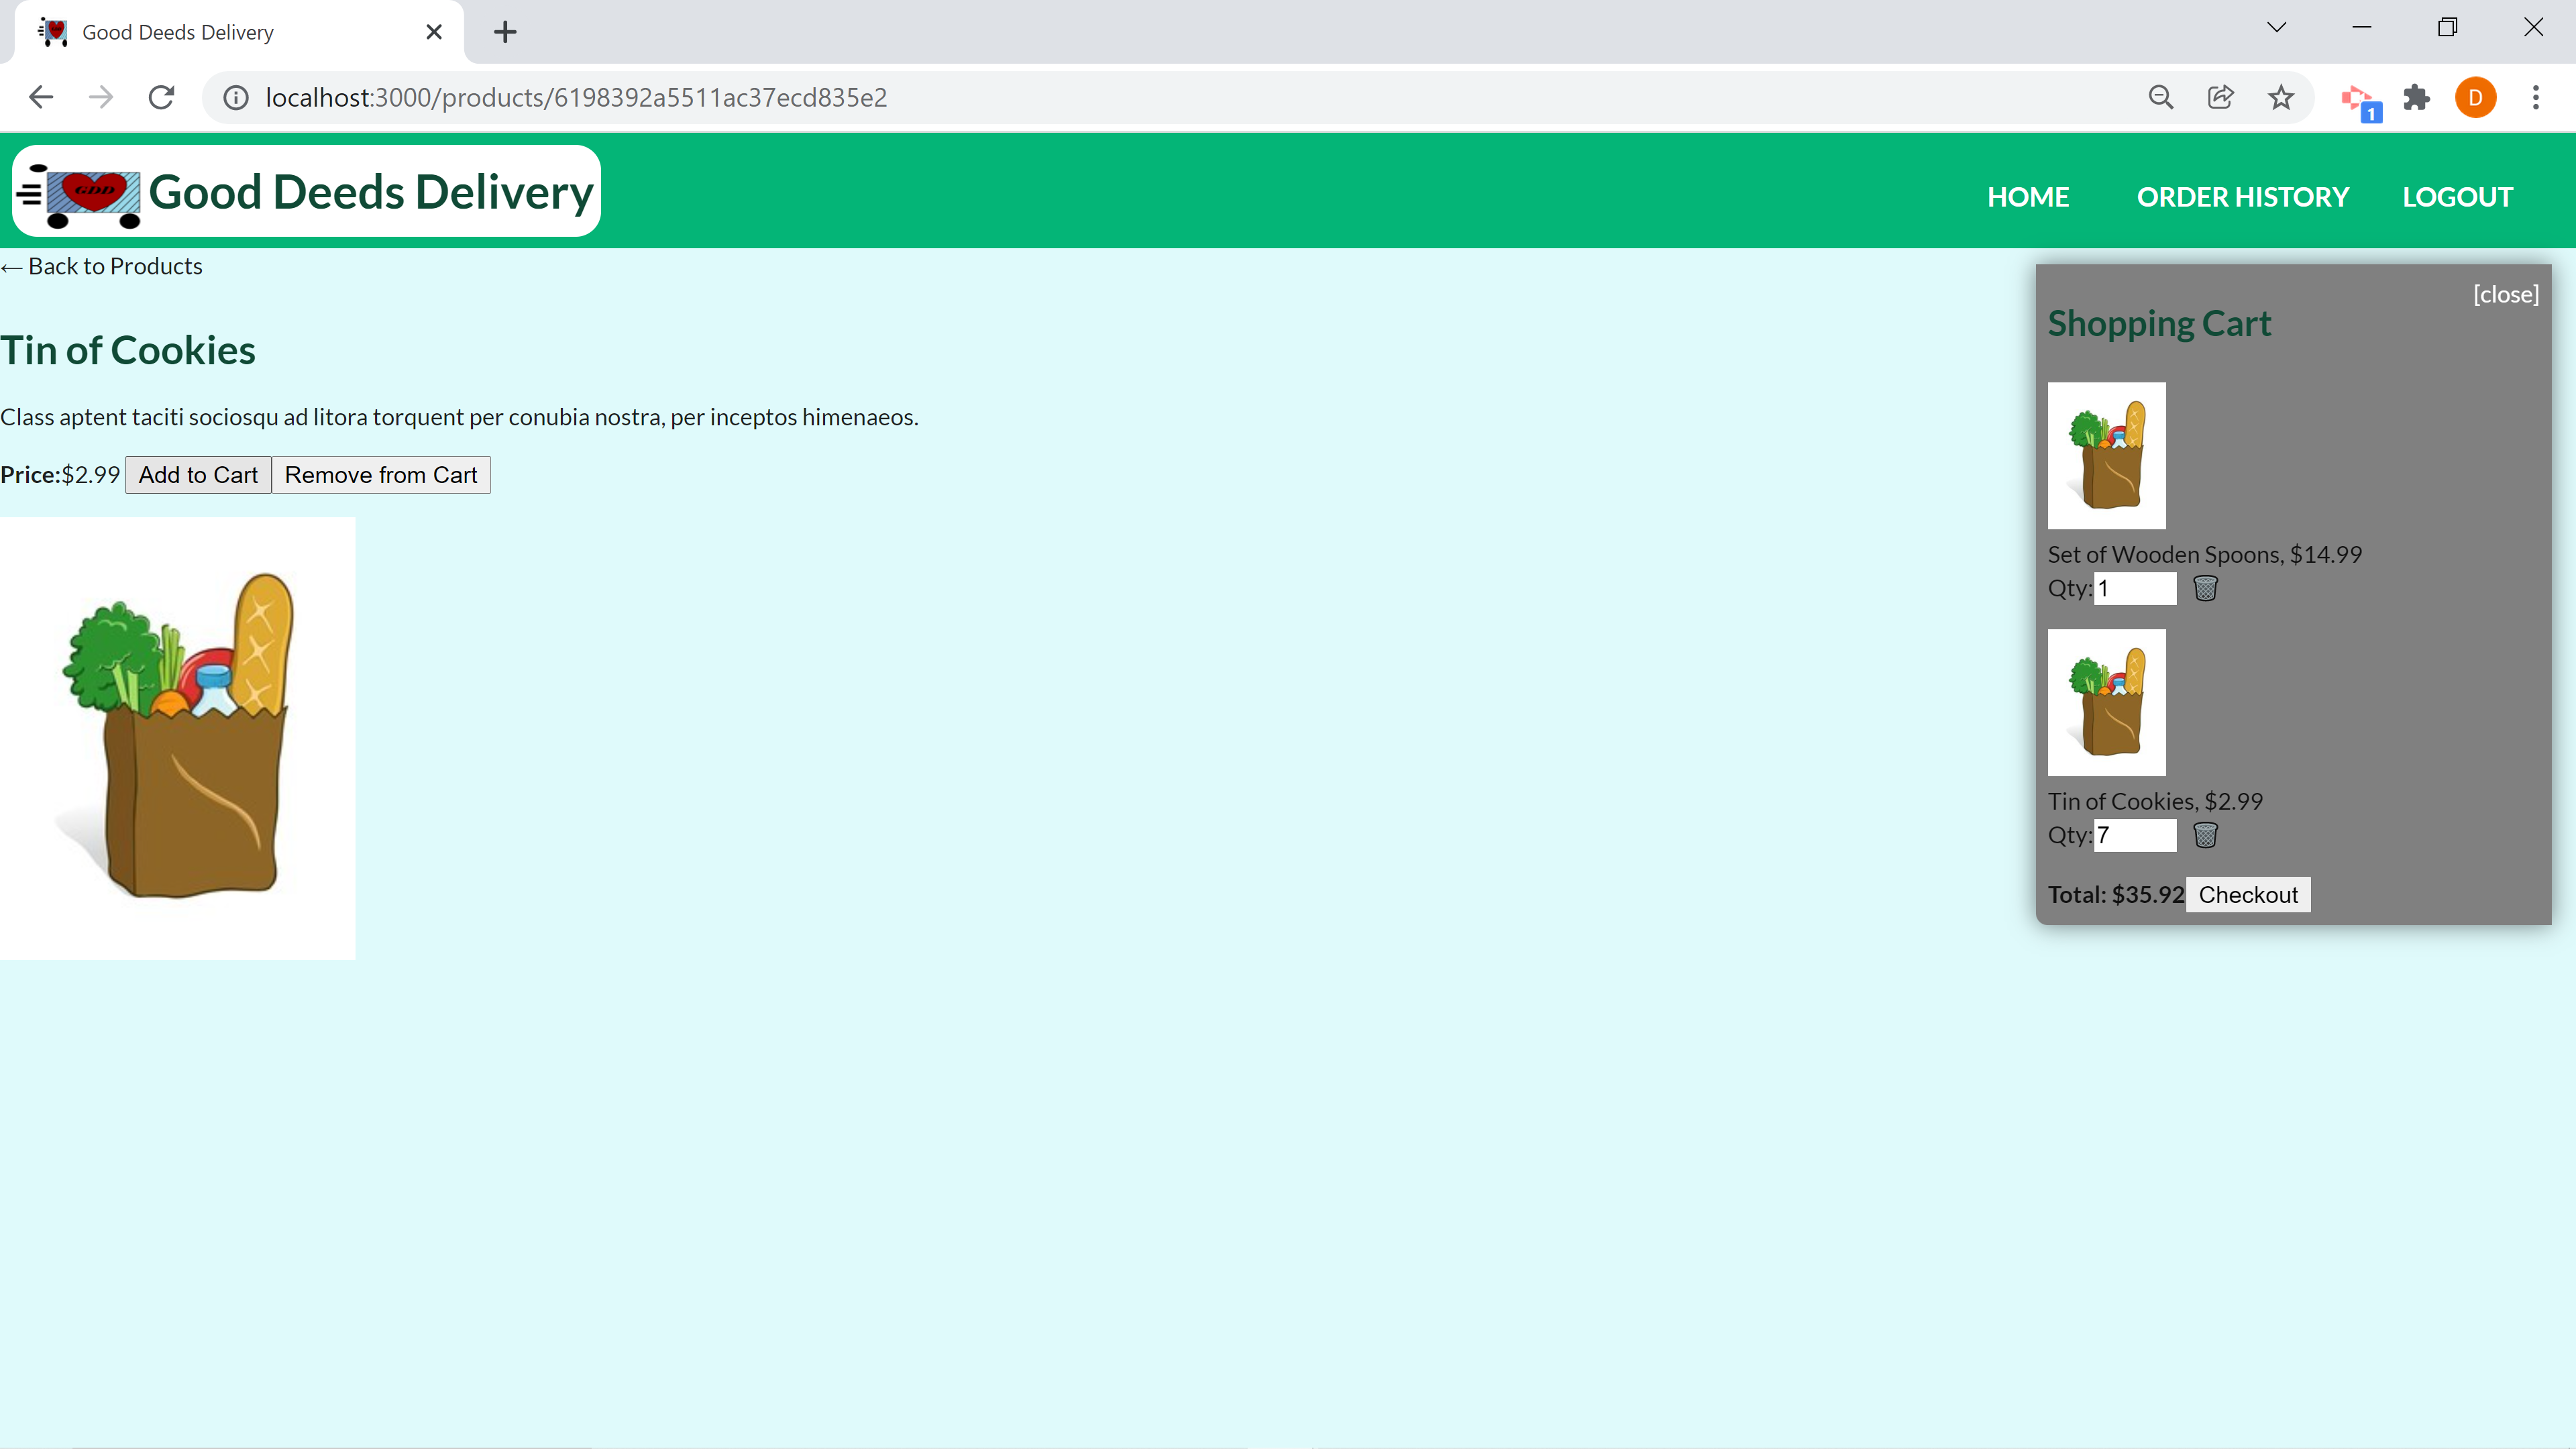 Good Deeds Delivery
localhost:3000/products/6198392a5511ac37ecd835e2
1
D
GDD
Good Deeds Delivery
HOME
ORDER HISTORY
LOGOUT
← Back to Products
Tin of Cookies
Class aptent taciti sociosqu ad litora torquent per conubia nostra, per inceptos himenaeos.
Price:$2.99 Add to Cart Remove from Cart
[close]
Shopping Cart
Set of Wooden Spoons, $14.99
Qty: 1
Tin of Cookies, $2.99
Qty: 7
Total: $35.92 Checkout